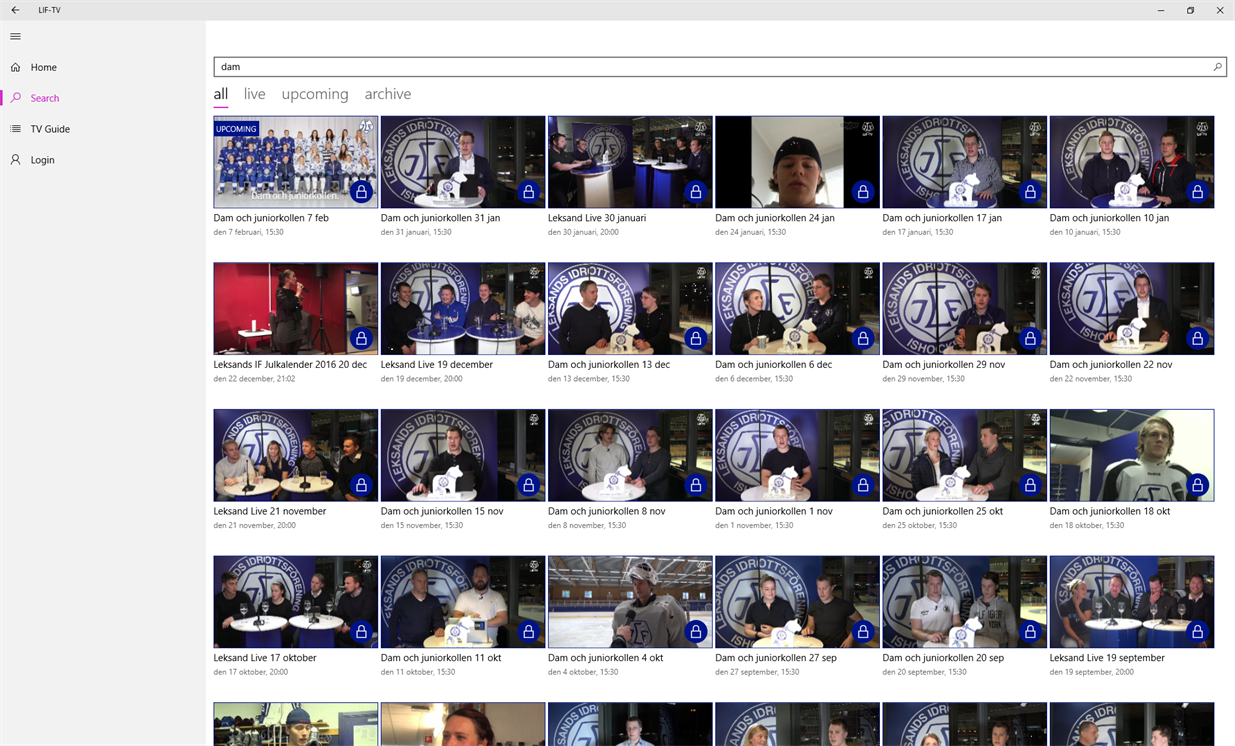 LIF-TV
Home
Search
TV Guide
Login
dam
all live upcoming archive
UPCOMING
Dam och juniorkollen.
Dam och juniorkollen 7 feb
den 7 februari, 15:30
Dam och juniorkollen 31 jan
den 31 januari, 15:30
Leksand Live 30 januari
den 30 januari, 20:00
Dam och juniorkollen 24 jan
den 24 januari, 15:30
Dam och juniorkollen 17 jan
den 17 januari, 15:30
Dam och juniorkollen 10 jan
den 10 januari, 15:30
Leksands IF Julkalender 2016 20 dec
den 22 december, 21:02
Leksand Live 19 december
den 19 december, 20:00
Dam och juniorkollen 13 dec
den 13 december, 15:30
Dam och juniorkollen 6 dec
den 6 december, 15:30
Dam och juniorkollen 29 nov
den 29 november, 15:30
Dam och juniorkollen 22 nov
den 22 november, 15:30
Leksand Live 21 november
den 21 november, 20:00
Dam och juniorkollen 15 nov
den 15 november, 15:30
Dam och juniorkollen 8 nov
den 8 november, 15:30
Dam och juniorkollen 1 nov
den 1 november, 15:30
Dam och juniorkollen 25 okt
den 25 oktober, 15:30
Dam och juniorkollen 18 okt
den 18 oktober, 15:30
Leksand Live 17 oktober
den 17 oktober, 20:00
Dam och juniorkollen 11 okt
den 11 oktober, 15:30
Dam och juniorkollen 4 okt
den 4 oktober, 15:30
Dam och juniorkollen 27 sep
den 27 september, 15:30
Dam och juniorkollen 20 sep
den 20 september, 15:30
Leksand Live 19 september
den 19 september, 20:00